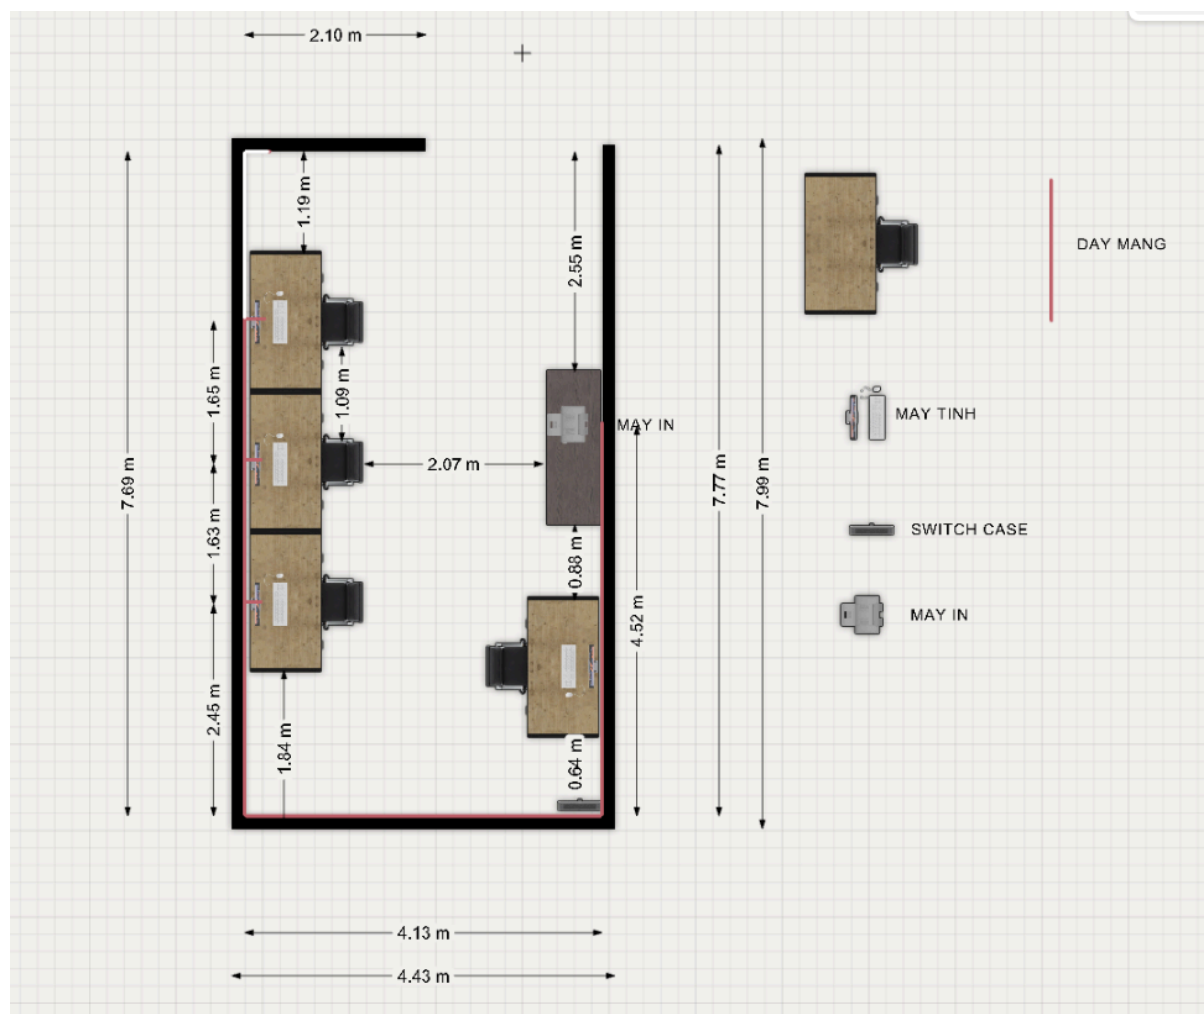 2.10 m
1.19 m
2.55 m
DAY MANG
1.65 m
1.09 m
MAY IN
MAY TINH
7.69 m
2.07 m
7.77 m
7.99 m
1.63 m
0.88 m
SWITCH CASE
4.52 m
MAY IN
2.45 m
1.84 m
0.64 m
4.13 m
4.43 m